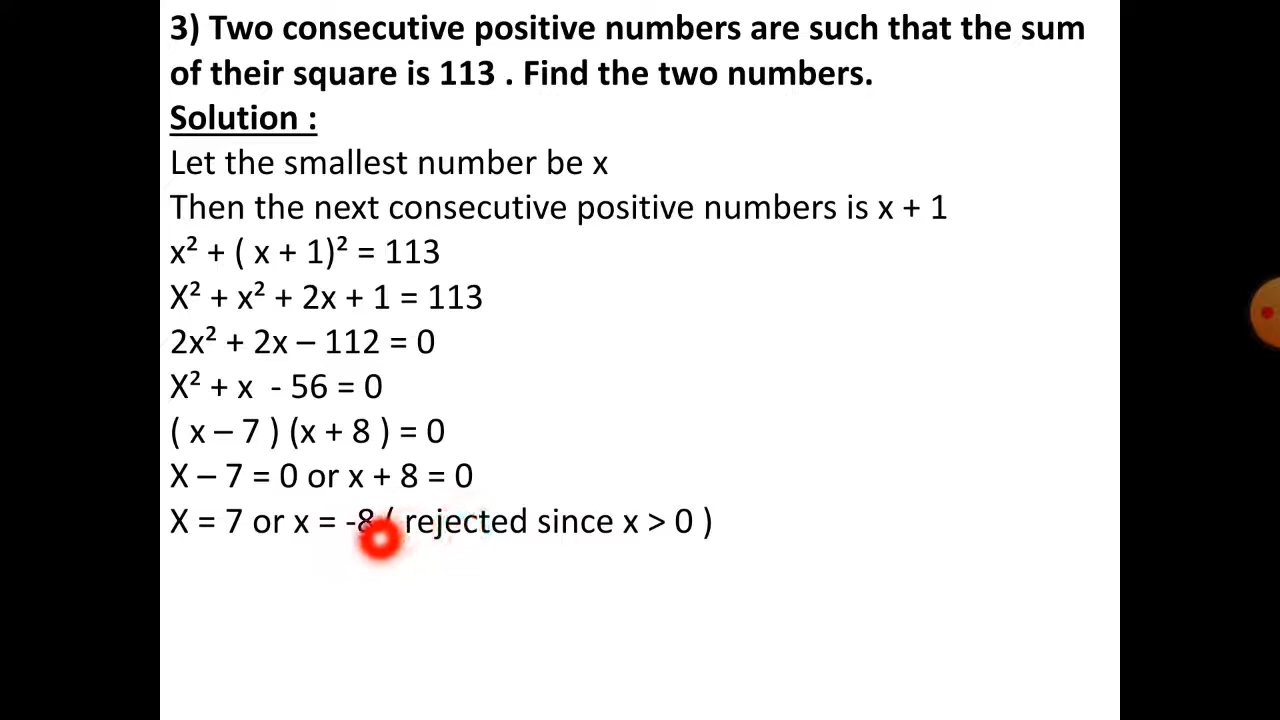 3) Two consecutive positive numbers are such that the sum
of their square is 113 . Find the two numbers.
Solution :
Let the smallest number be x
Then the next consecutive positive numbers is x + 1
x² + ( x + 1)² = 113
X² + x² + 2x + 1 = 113
2x² + 2x – 112 = 0
X² + x  - 56 = 0
( x – 7 ) (x + 8 ) = 0
X – 7 = 0 or x + 8 = 0
X = 7 or x = -8 ( rejected since x > 0 )